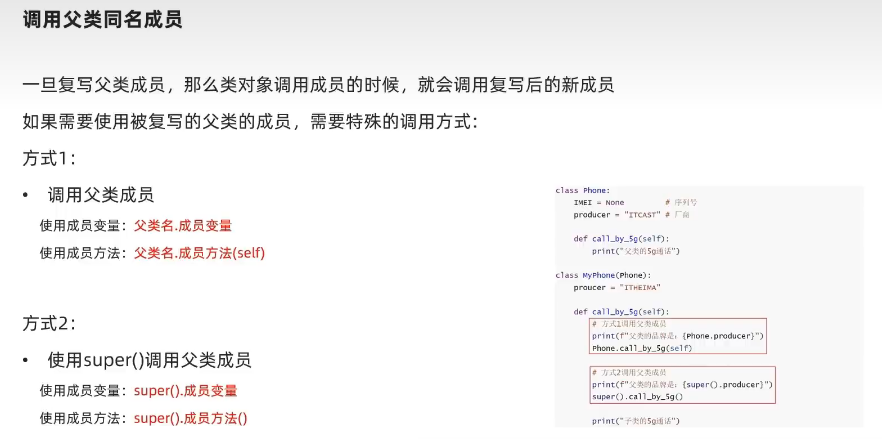 调用父类同名成员
一旦复写父类成员，那么类对象调用成员的时候，就会调用复写后的新成员
如果需要使用被复写的父类的成员，需要特殊的调用方式：
方式1：
• 调用父类成员
使用成员变量：父类名.成员变量
使用成员方法：父类名.成员方法(self)
方式2：
• 使用super()调用父类成员
使用成员变量：super().成员变量
使用成员方法：super().成员方法()
class Phone:
IMEI = None # 序列号
producer = "ITCAST" # 厂商
def call_by_5g(self):
print("父类的5g通话")
class MyPhone(Phone):
proucer = "ITHEIMA"
def call_by_5g(self):
# 方式1调用父类成员
print(f"父类的品牌是：{Phone.producer}")
Phone.call_by_5g(self)
# 方式2调用父类成员
print(f"父类的品牌是：{super().producer}")
super().call_by_5g()
print("子类的5g通话")